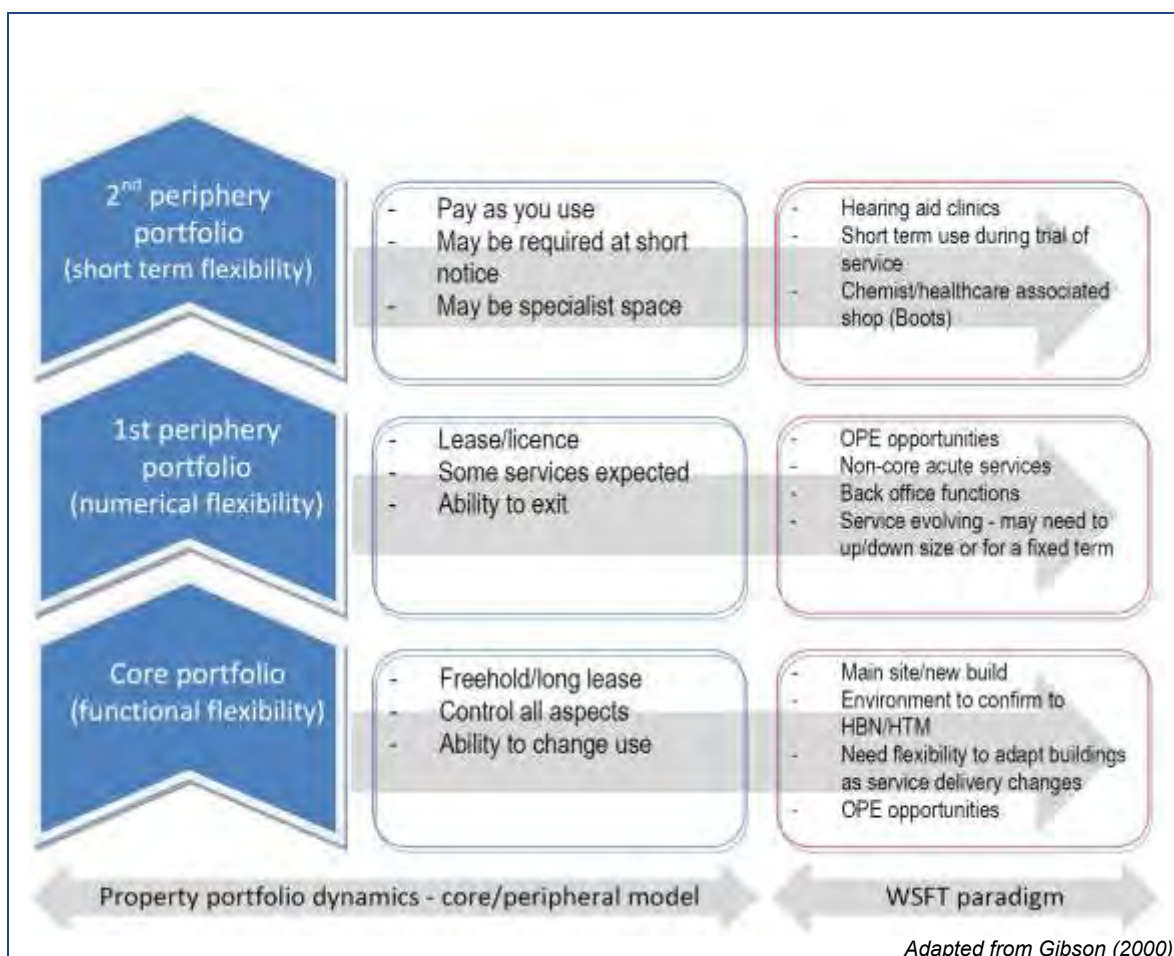 2nd periphery
portfolio
(short term flexibility)
- Pay as you use
- May be required at short
notice
- May be specialist space
- Hearing aid clinics
- Short term use during trial of
service
- Chemist/healthcare associated
shop (Boots)
1st periphery
portfolio
(numerical flexibility)
- Lease/licence
- Some services expected
- Ability to exit
- OPE opportunities
- Non-core acute services
- Back office functions
- Service evolving - may need to
up/down size or for a fixed term
Core portfolio
(functional flexibility)
- Freehold/long lease
- Control all aspects
- Ability to change use
- Main site/new build
- Environment to confirm to
HBN/HTM
- Need flexibility to adapt buildings
as service delivery changes
- OPE opportunities
Property portfolio dynamics - core/peripheral model
WSFT paradigm
Adapted from Gibson (2000)